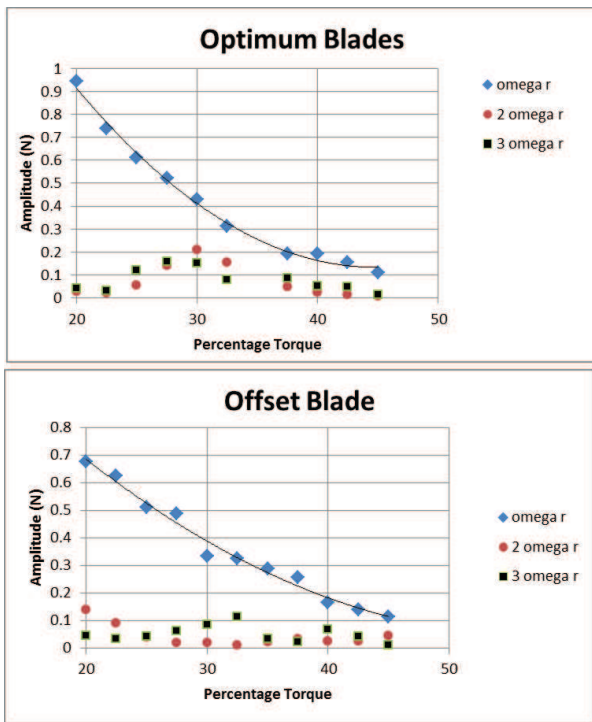 Optimum Blades
1
0.9
0.8
0.7
0.6
0.5
0.4
0.3
0.2
0.1
0
Amplitude (N)
20
30
40
50
Percentage Torque
omega r
2 omega r
3 omega r
Offset Blade
0.8
0.7
0.6
0.5
0.4
0.3
0.2
0.1
0
Amplitude (N)
20
30
40
50
Percentage Torque
omega r
2 omega r
3 omega r